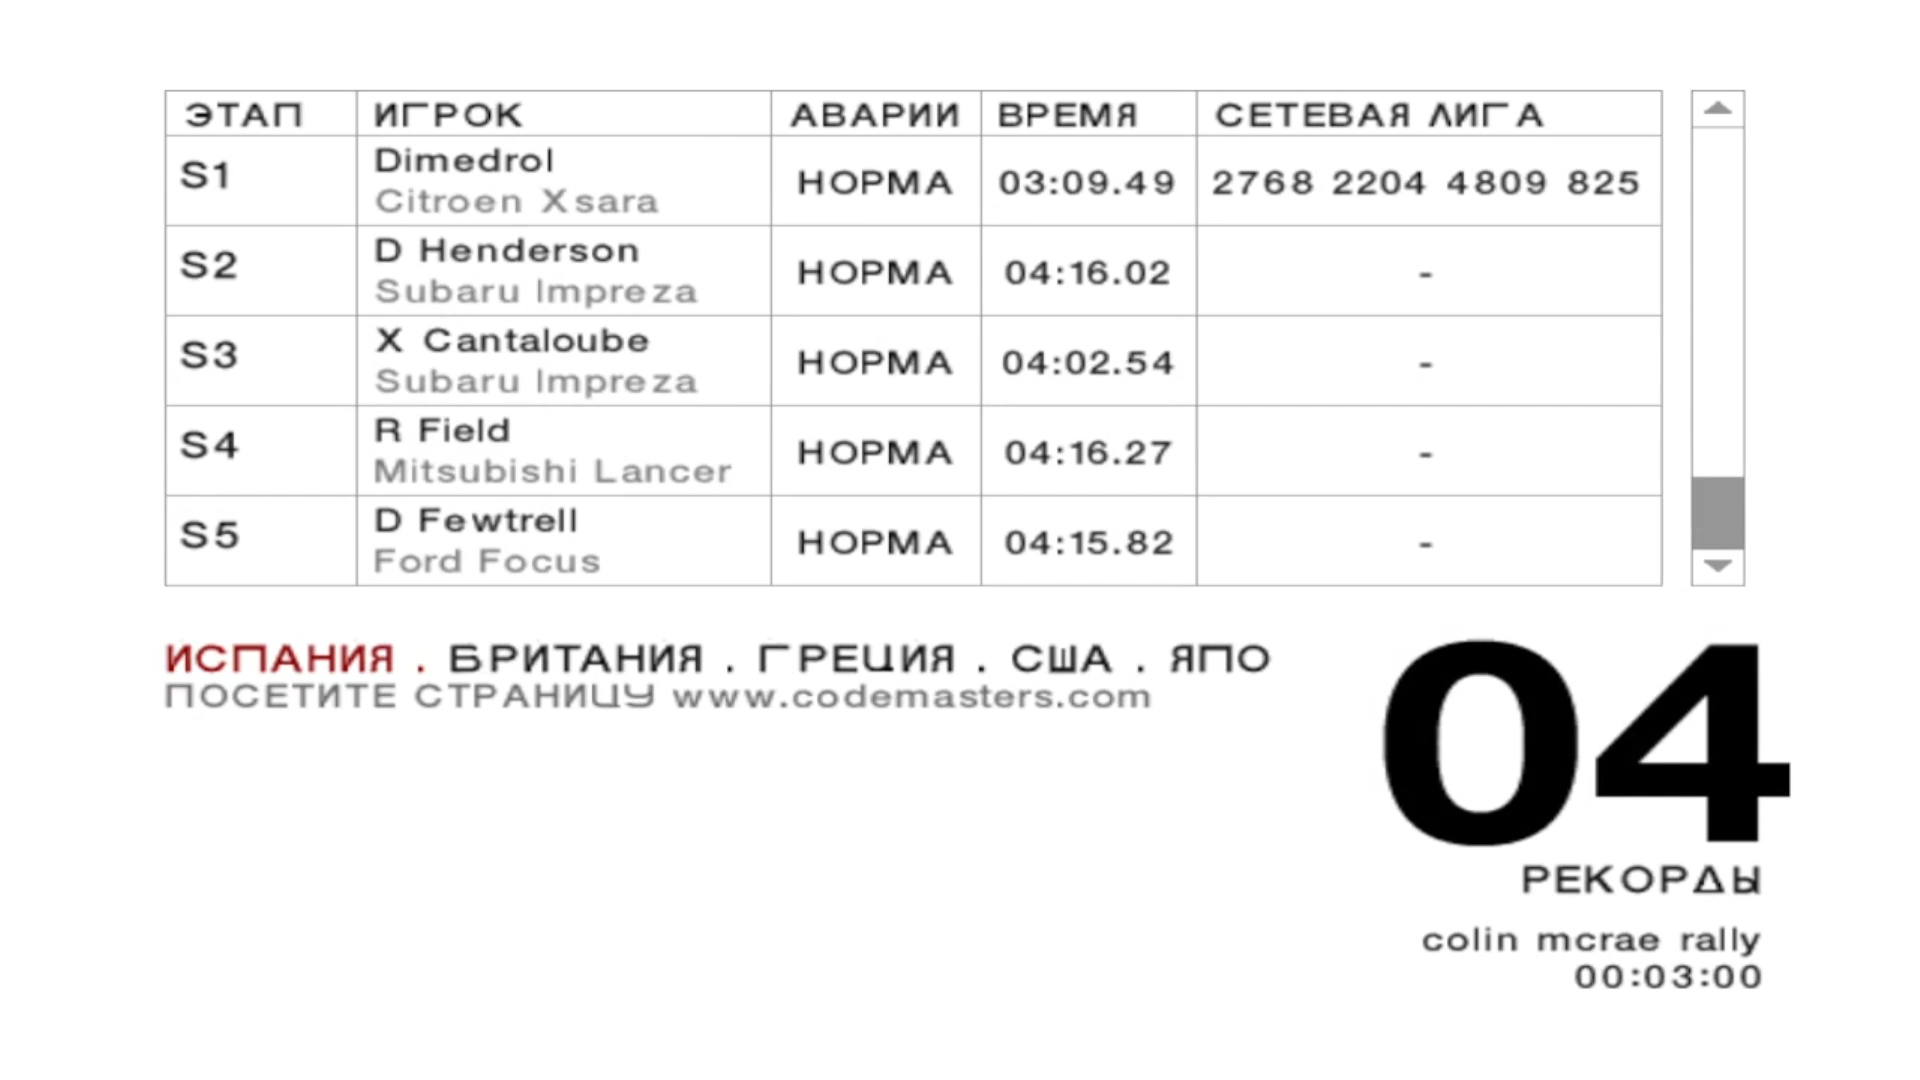 ЭТАП ИГРОК АВАРИИ ВРЕМЯ СЕТЕВАЯ ЛИГА
S1 Dimedrol НОРМА 03:09.49 2768 2204 4809 825
Citroen Xsara
S2 D Henderson НОРМА 04:16.02 -
Subaru Impreza
S3 X Cantaloube НОРМА 04:02.54 -
Subaru Impreza
S4 R Field НОРМА 04:16.27 -
Mitsubishi Lancer
S5 D Fewtrell НОРМА 04:15.82 -
Ford Focus
ИСПАНИЯ . БРИТАНИЯ . ГРЕЦИЯ . США . ЯПО
ПОСЕТИТЕ СТРАНИЦУ www.codemasters.com
04
РЕКОРДЫ
colin mcrae rally
00:03:00